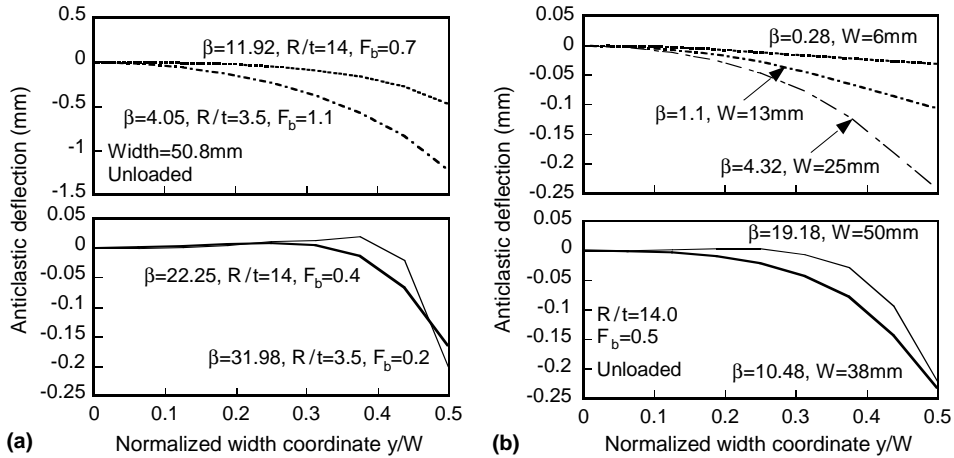 (a)
Anticlastic deflection (mm)
0.5
0
-0.5
-1
-1.5
β=11.92, R/t=14, F_b=0.7
β=4.05, R/t=3.5, F_b=1.1
Width=50.8mm
Unloaded
0.05
0
-0.05
-0.1
-0.15
-0.2
-0.25
β=22.25, R/t=14, F_b=0.4
β=31.98, R/t=3.5, F_b=0.2
0 0.1 0.2 0.3 0.4 0.5
Normalized width coordinate y/W
(b)
Anticlastic deflection (mm)
0.05
0
-0.05
-0.1
-0.15
-0.2
-0.25
β=0.28, W=6mm
β=1.1, W=13mm
β=4.32, W=25mm
0.05
0
-0.05
-0.1
-0.15
-0.2
-0.25
β=19.18, W=50mm
R/t=14.0
F_b=0.5
Unloaded
β=10.48, W=38mm
0 0.1 0.2 0.3 0.4 0.5
Normalized width coordinate y/W